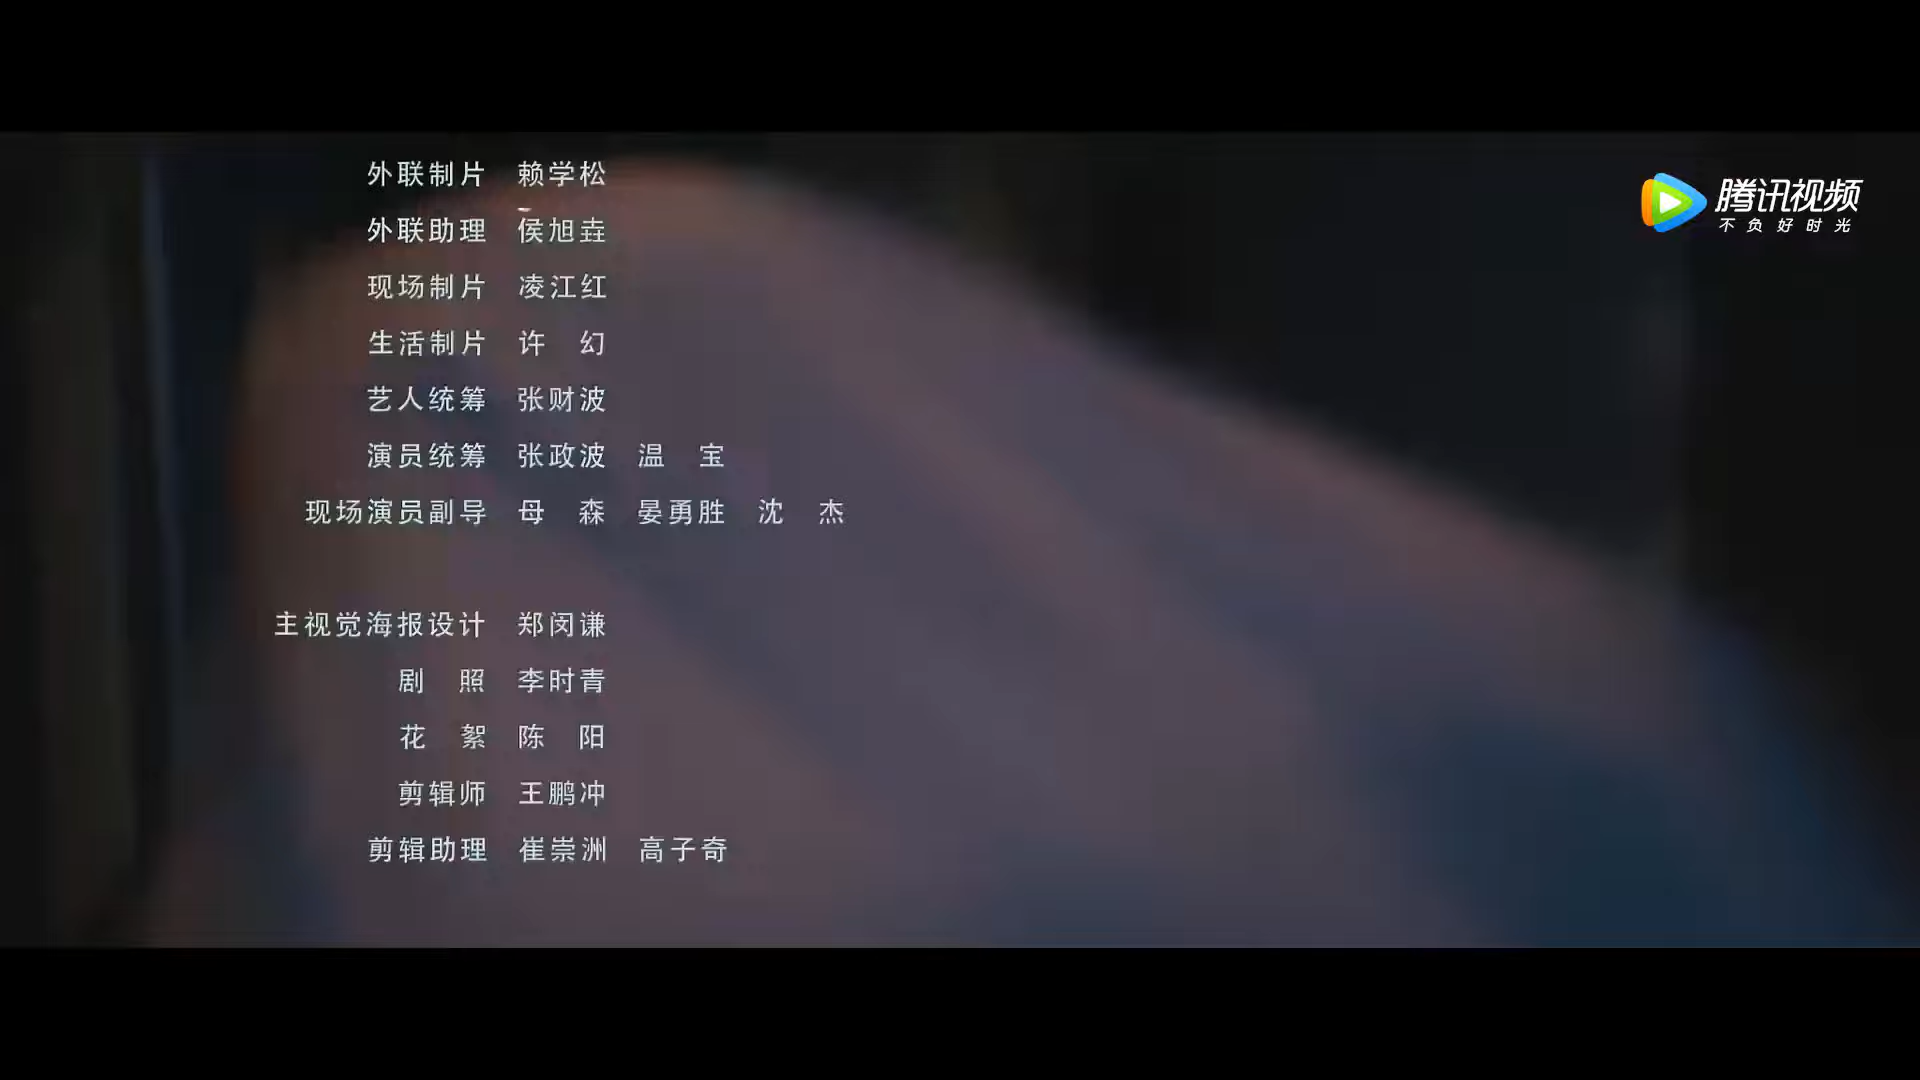 外联制片 赖学松
外联助理 侯旭垚
现场制片 凌江红
生活制片 许 幻
艺人统筹 张财波
演员统筹 张政波 温 宝
现场演员副导 母 森 晏勇胜 沈 杰
主视觉海报设计 郑闵谦
剧 照 李时青
花 絮 陈 阳
剪辑师 王鹏冲
剪辑助理 崔崇洲 高子奇
腾讯视频
不负好时光